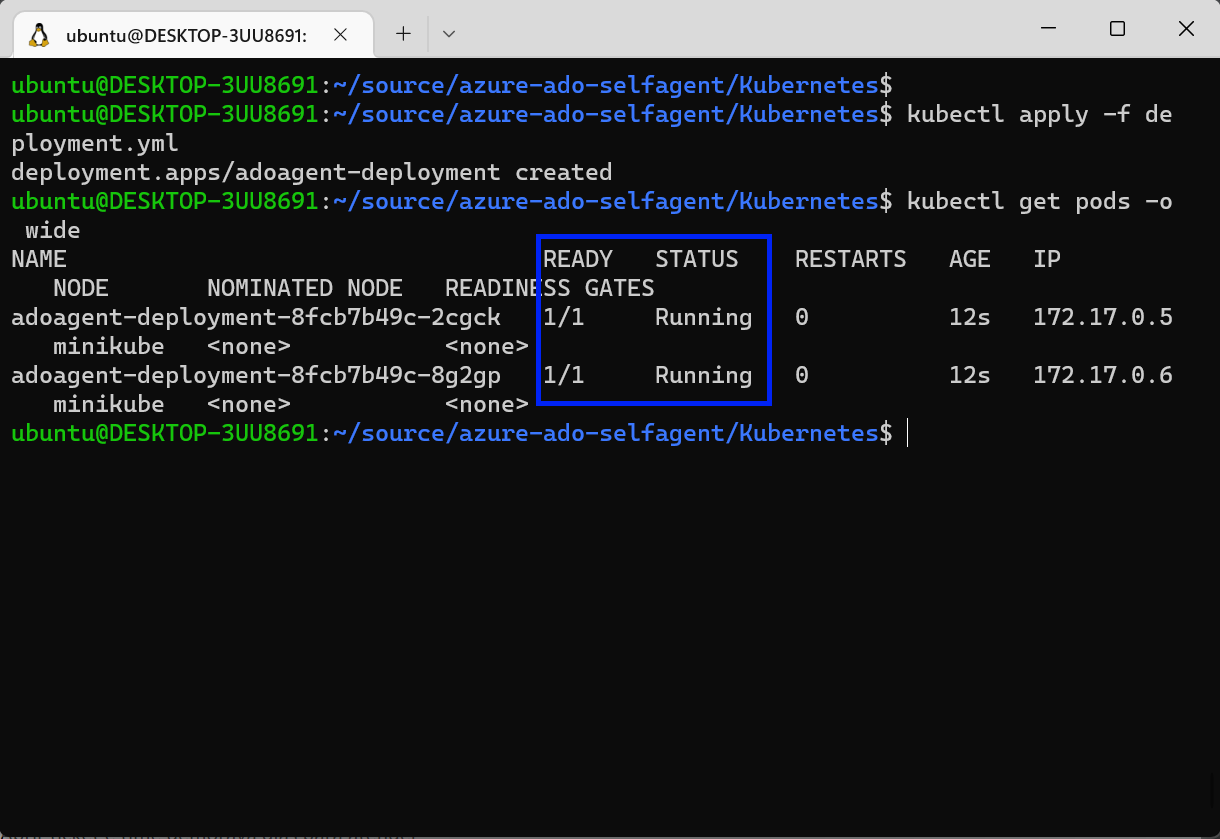 ubuntu@DESKTOP-3UU8691:
ubuntu@DESKTOP-3UU8691:~/source/azure-ado-selfagent/Kubernetes$
ubuntu@DESKTOP-3UU8691:~/source/azure-ado-selfagent/Kubernetes$ kubectl apply -f de
ployment.yml
deployment.apps/adoagent-deployment created
ubuntu@DESKTOP-3UU8691:~/source/azure-ado-selfagent/Kubernetes$ kubectl get pods -o
 wide
NAME                                  READY   STATUS    RESTARTS   AGE   IP
   NODE       NOMINATED NODE   READINESS GATES
adoagent-deployment-8fcb7b49c-2cgck   1/1     Running   0          12s   172.17.0.5
   minikube   <none>           <none>
adoagent-deployment-8fcb7b49c-8g2gp   1/1     Running   0          12s   172.17.0.6
   minikube   <none>           <none>
ubuntu@DESKTOP-3UU8691:~/source/azure-ado-selfagent/Kubernetes$